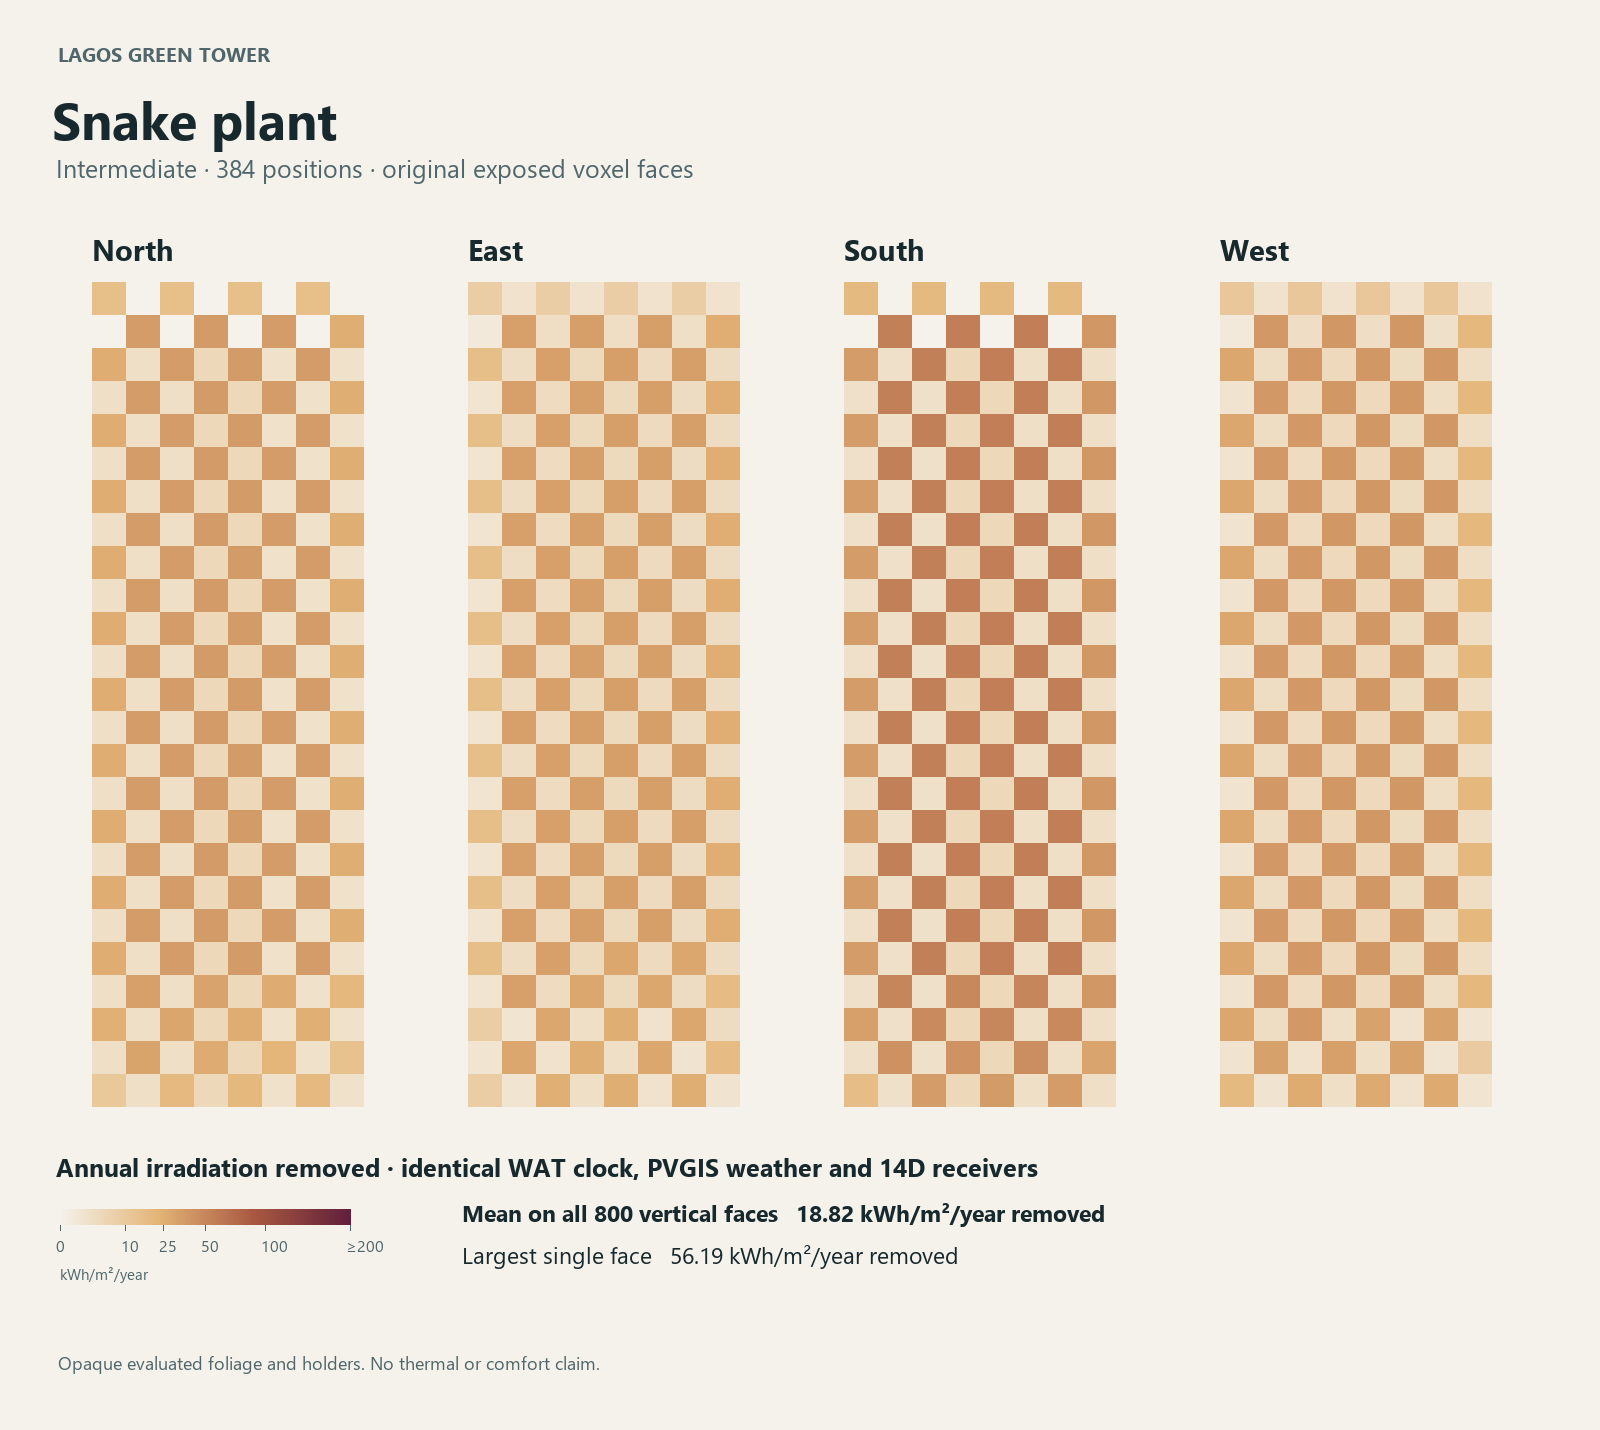 LAGOS GREEN TOWER
Snake plant
Intermediate · 384 positions · original exposed voxel faces
North East South West
Annual irradiation removed · identical WAT clock, PVGIS weather and 14D receivers
Mean on all 800 vertical faces 18.82 kWh/m²/year removed
0 10 25 50 100 ≥200
Largest single face 56.19 kWh/m²/year removed
kWh/m²/year
Opaque evaluated foliage and holders. No thermal or comfort claim.